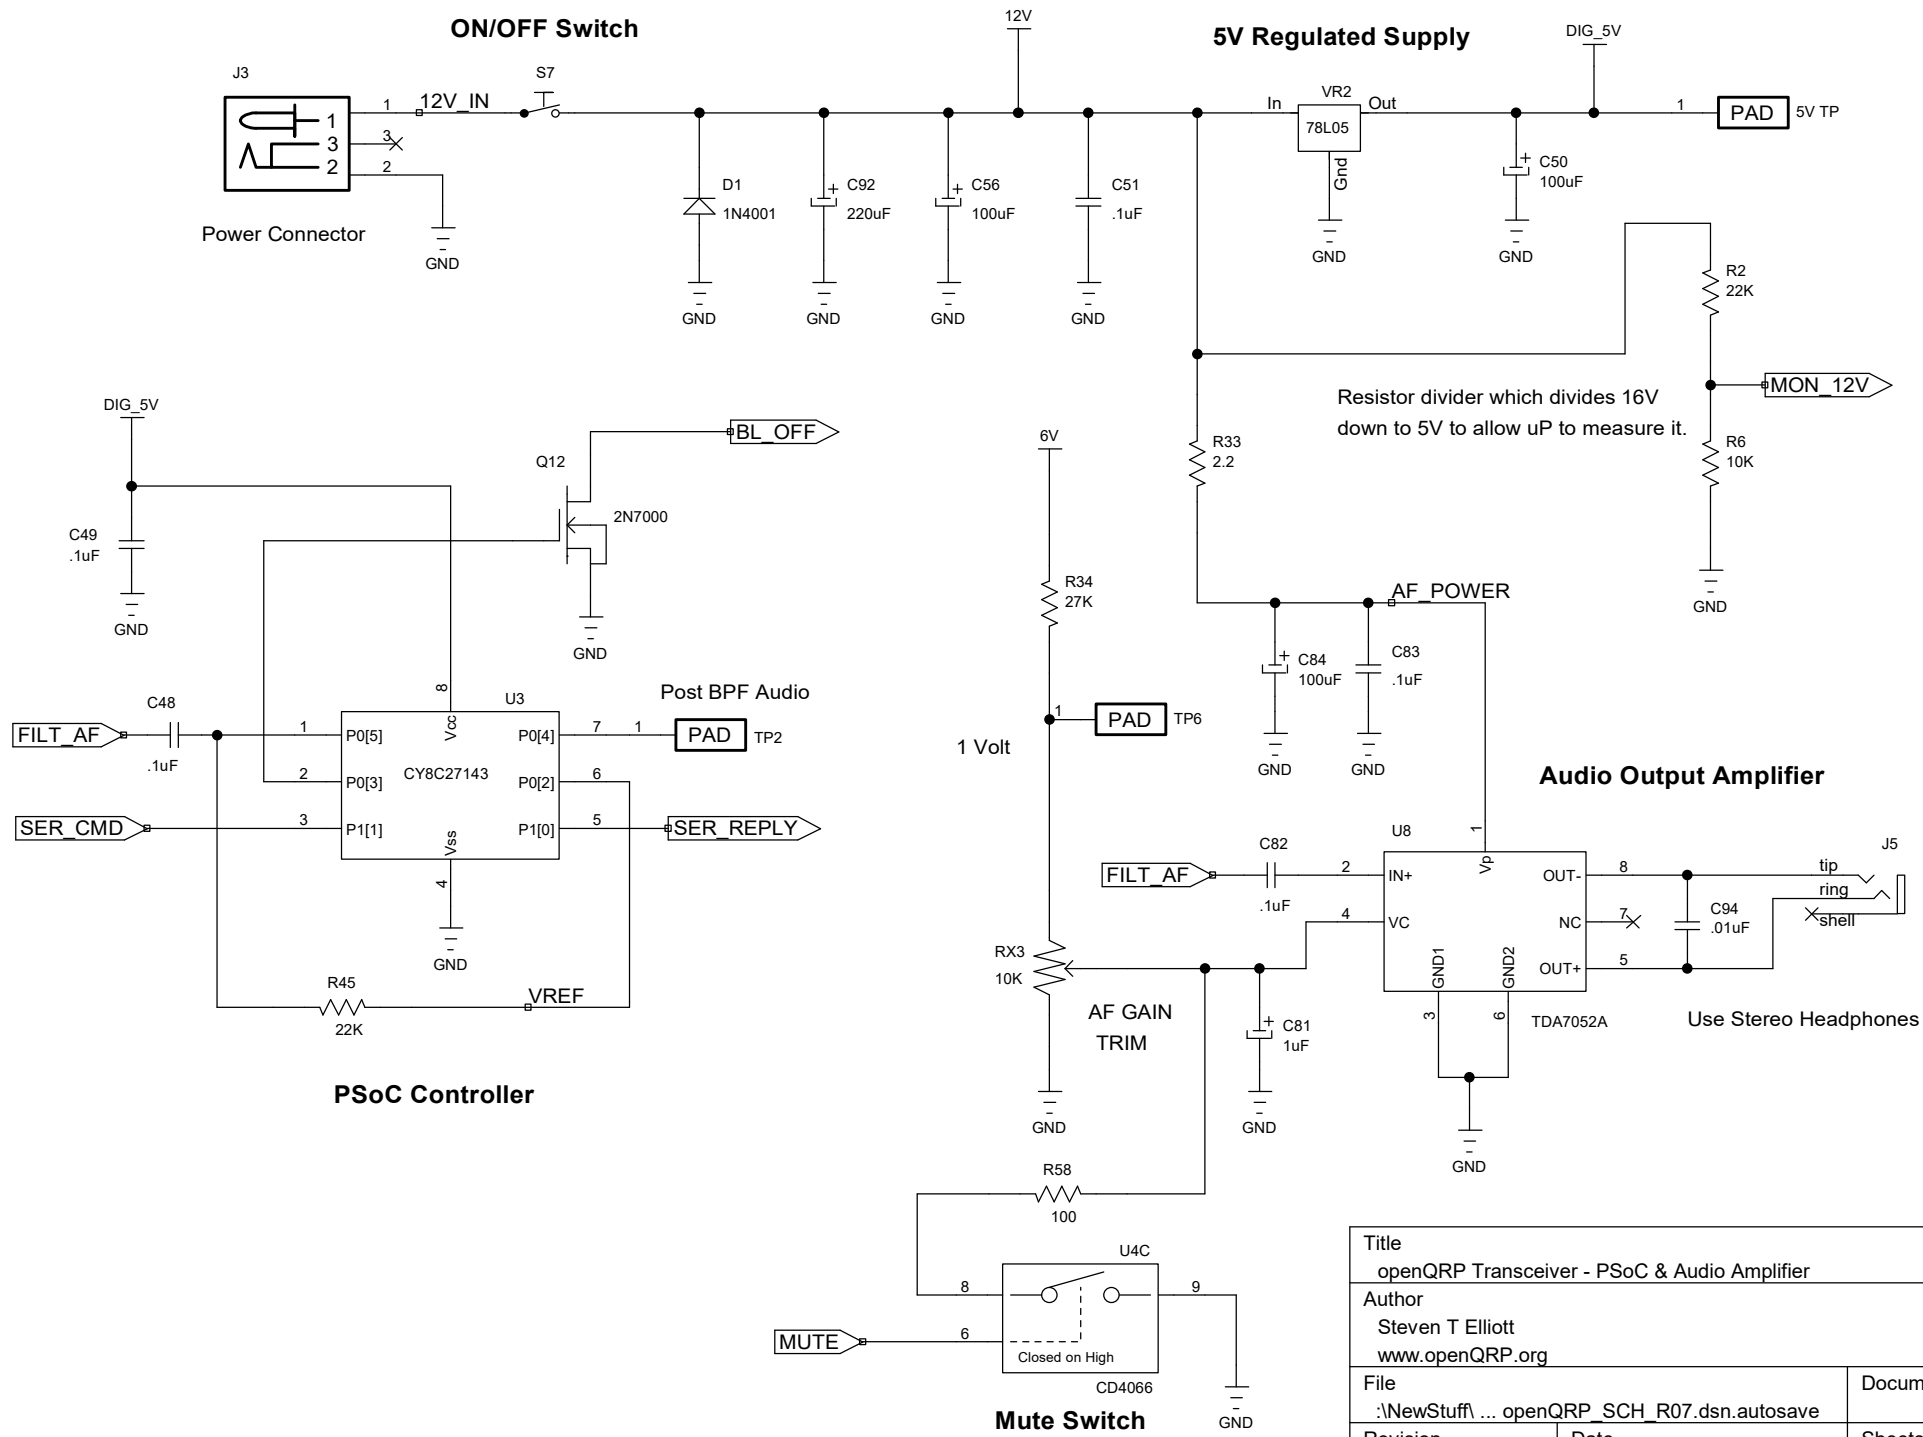 ON/OFF Switch
12V
5V Regulated Supply
DIG_5V
J3
S7
VR2
1
12V_IN
In
78L05
Out
Gnd
1
PAD
5V TP
1
3
2
3
2
Power Connector
GND
D1
1N4001
C92
+
220uF
C56
+
100uF
C51
.1uF
C50
+
100uF
GND
GND
GND
GND
GND
GND
R2
22K
MON_12V
Resistor divider which divides 16V
down to 5V to allow uP to measure it.
R6
10K
GND
DIG_5V
BL_OFF
Q12
2N7000
C49
.1uF
GND
GND
6V
R33
2.2
R34
27K
AF_POWER
C84
+
100uF
C83
.1uF
GND
GND
Post BPF Audio
C48
U3
8
FILT_AF
.1uF
1
P0[5]
Vcc
P0[4]
7
1
PAD
TP2
2
P0[3]
CY8C27143
P0[2]
6
SER_CMD
3
P1[1]
Vss
P1[0]
5
SER_REPLY
4
GND
R45
22K
VREF
PSoC Controller
1
PAD
TP6
1 Volt
Audio Output Amplifier
U8
1
J5
C82
FILT_AF
.1uF
2
IN+
Vp
OUT-
8
tip
ring
shell
4
VC
NC
7
C94
.01uF
GND1
GND2
OUT+
5
3
6
TDA7052A
Use Stereo Headphones
GND
RX3
10K
AF GAIN
TRIM
C81
+
1uF
GND
GND
R58
100
U4C
8
9
MUTE
6
Closed on High
CD4066
GND
Mute Switch
Title
openQRP Transceiver - PSoC & Audio Amplifier
Author
Steven T Elliott
www.openQRP.org
File
Docum
:\NewStuff\ ... openQRP_SCH_R07.dsn.autosave
Revision
Date
Sheets